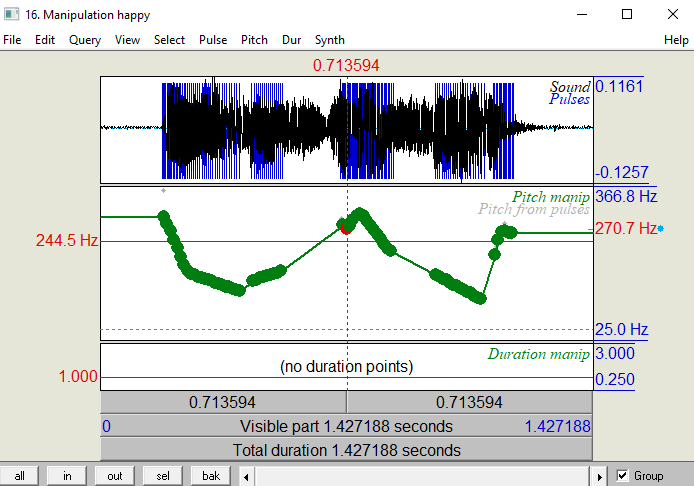 16. Manipulation happy
File Edit Query View Select Pulse Pitch Dur Synth Help
0.713594
Sound 0.1161
Pulses
-0.1257
Pitch manip 366.8 Hz
Pitch from pulses
244.5 Hz 270.7 Hz
25.0 Hz
Duration manip 3.000
(no duration points)
1.000 0.250
0.713594 0.713594
0 Visible part 1.427188 seconds 1.427188
Total duration 1.427188 seconds
all in out sel bak Group